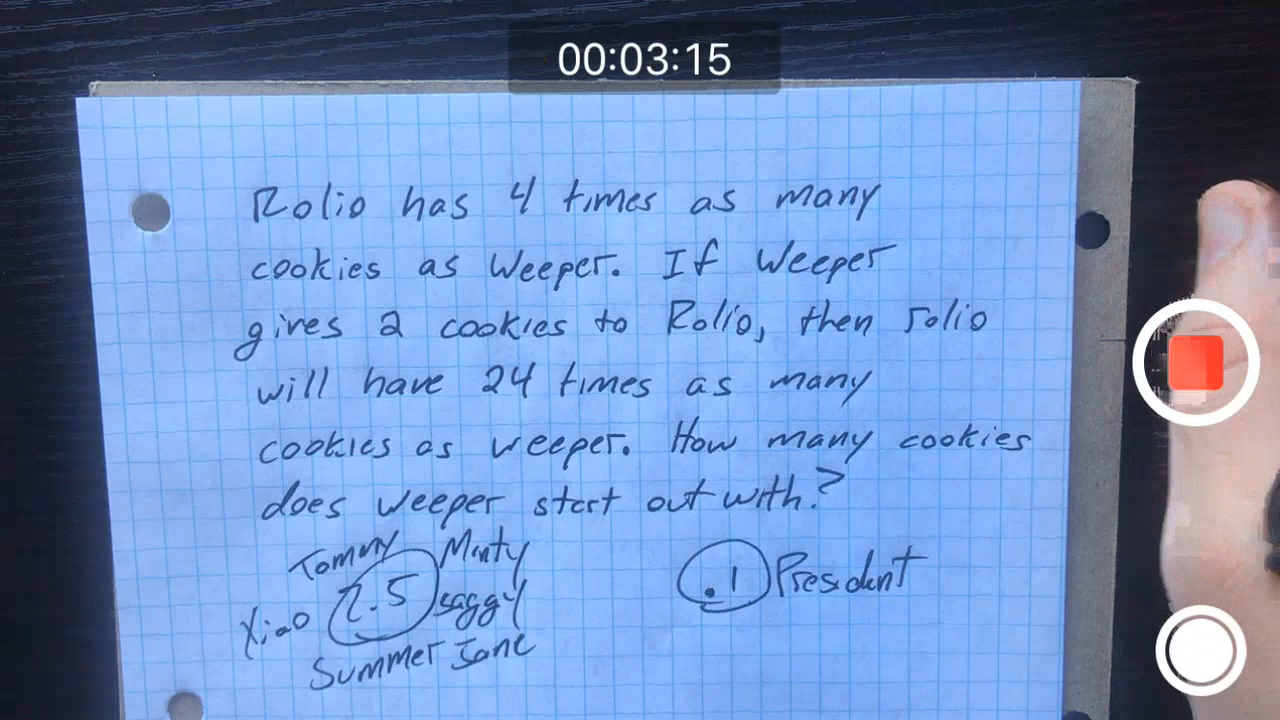 00:03:15
Rolio has 4 times as many
cookies as Weeper. If Weeper
gives 2 cookies to Rolio, then rolio
will have 24 times as many
cookies as weeper. How many cookies
does weeper start out with?
Tommy Minty
Xiao 2.5 saggy
Summer Jane
.1 President